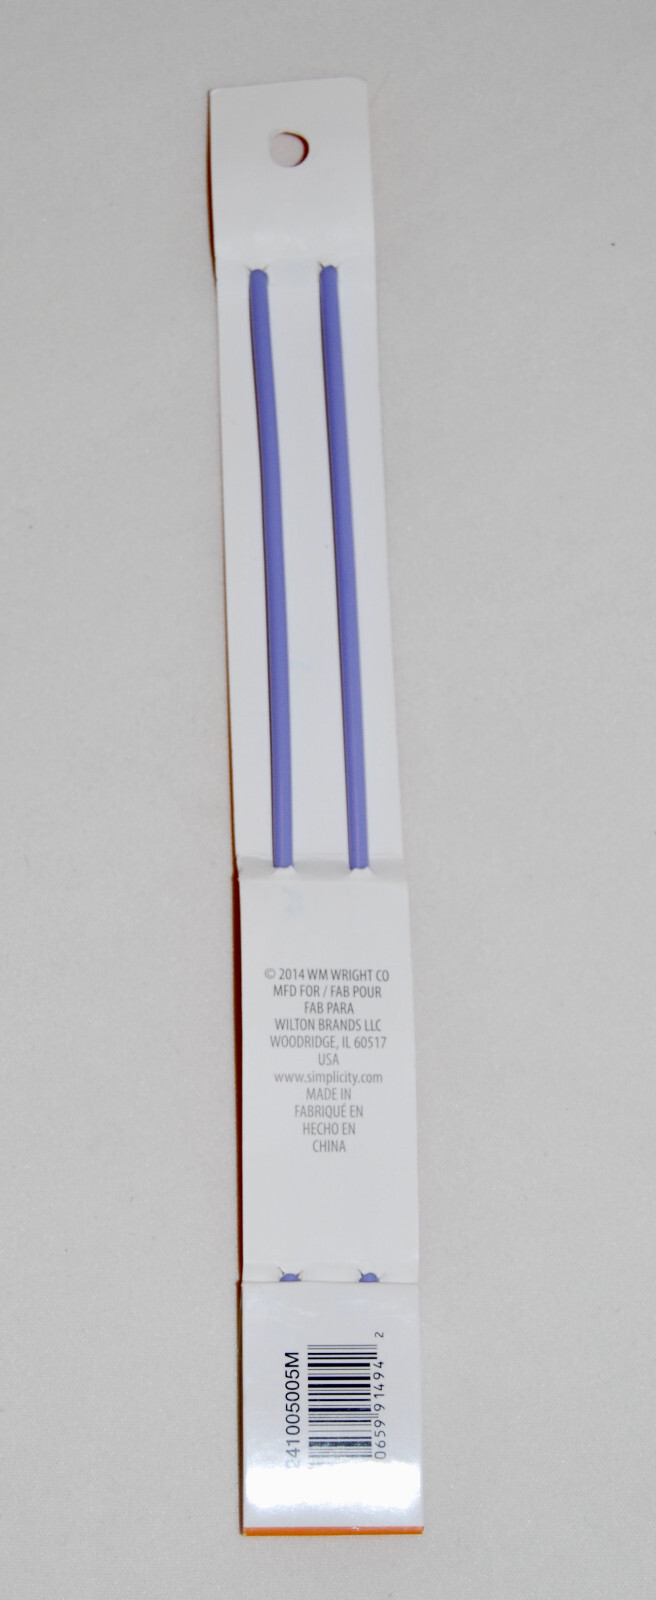 © 2014 WM WRIGHT CO
MFD FOR / FAB POUR
FAB PARA
WILTON BRANDS LLC
WOODRIDGE, IL 60517
USA
www.simplicity.com
MADE IN
FABRIQUÉ EN
HECHO EN
CHINA
241005005M
0659 91494 2